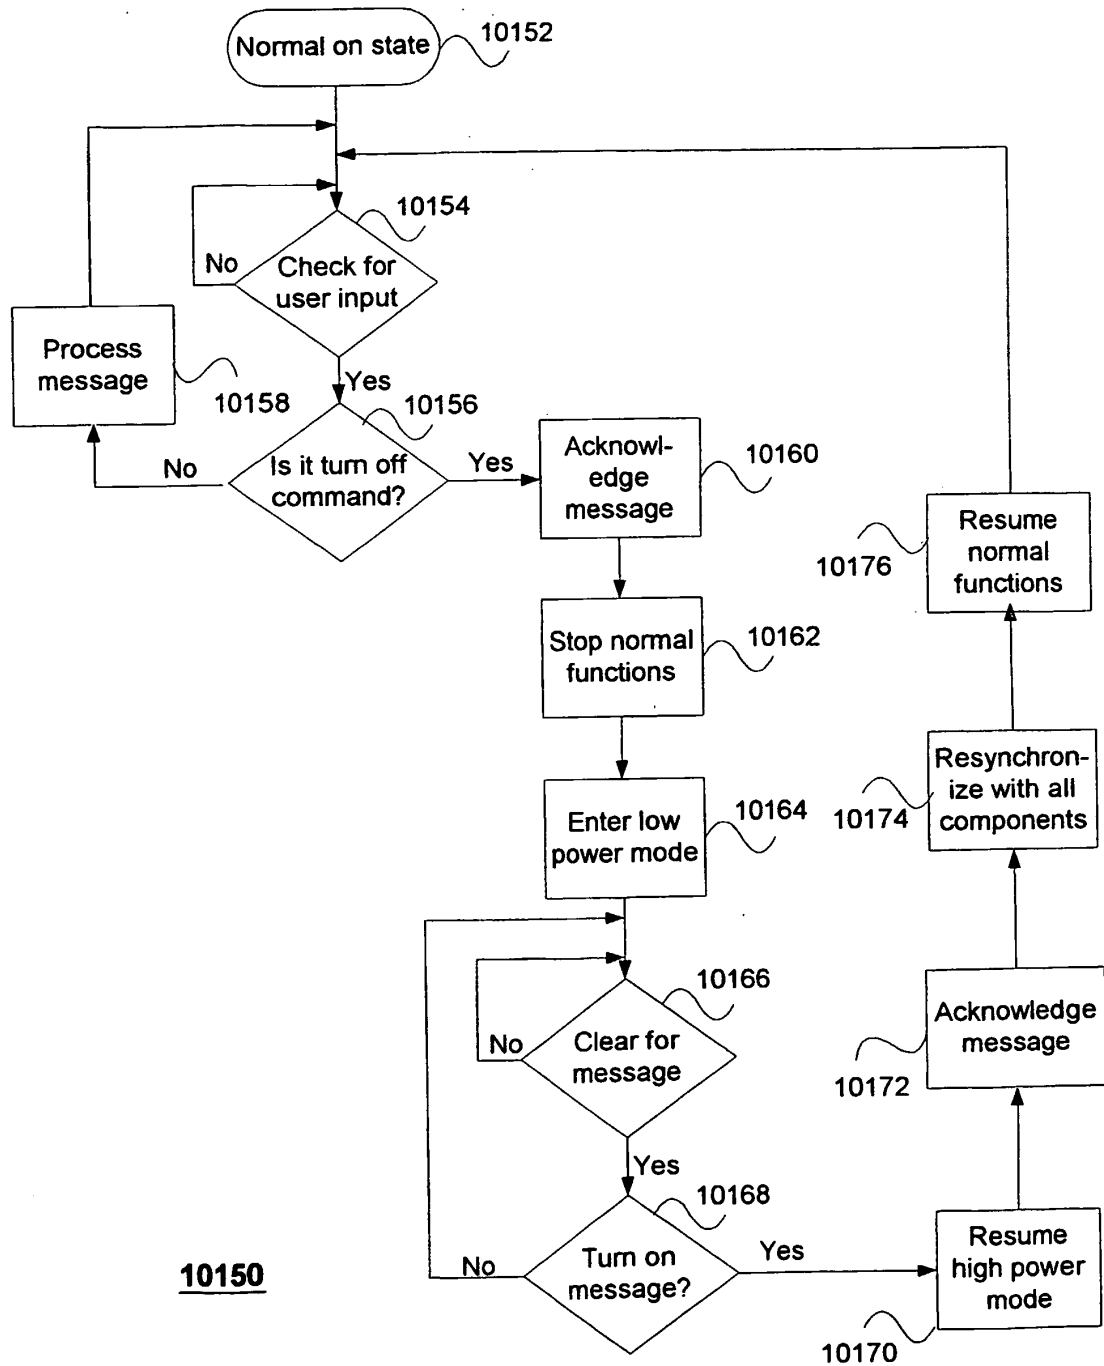 Normal on state
10152
10154
No
Check for
user input
Process
message
10158
Yes
10156
No
Is it turn off
command?
Yes
Acknowl-
edge
message
10160
Resume
normal
functions
10176
Stop normal
functions
10162
Resynchron-
ize with all
components
10174
Enter low
power mode
10164
10166
No
Clear for
message
Acknowledge
message
10172
Yes
10168
No
Turn on
message?
Yes
Resume
high power
mode
10170
10150